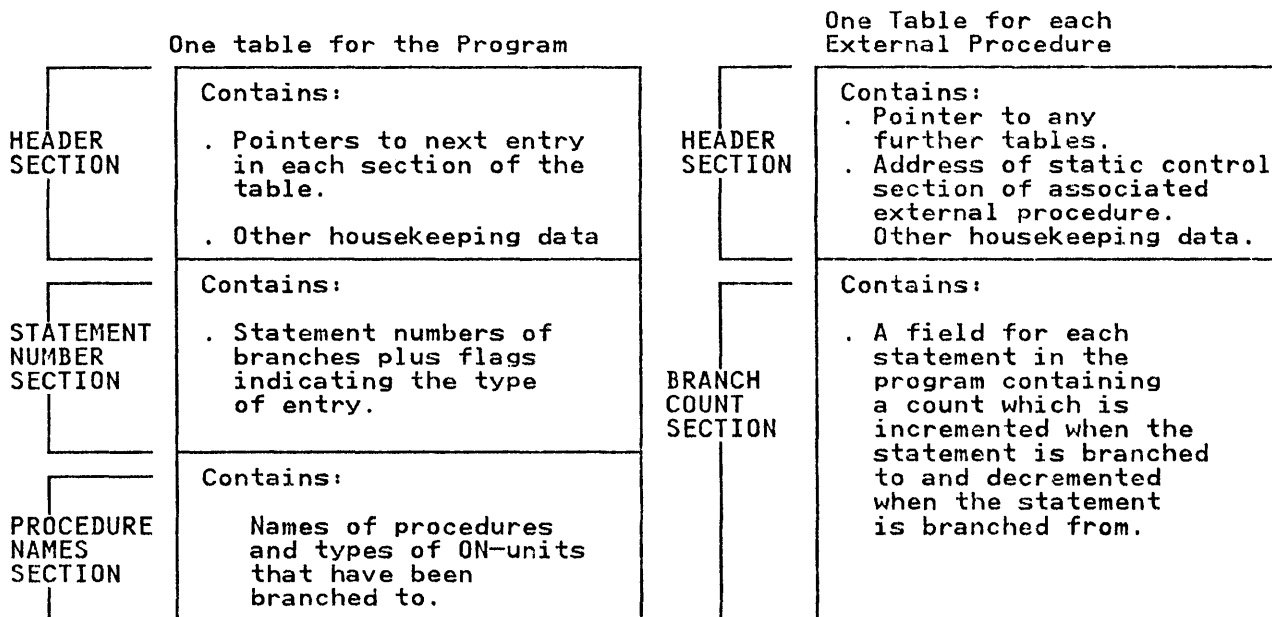 One table for the Program
HEADER
SECTION
Contains:
. Pointers to next entry
in each section of the
table.
. Other housekeeping data
STATEMENT
NUMBER
SECTION
Contains:
. Statement numbers of
branches plus flags
indicating the type
of entry.
PROCEDURE
NAMES
SECTION
Contains:
Names of procedures
and types of ON-units
that have been
branched to.
One Table for each
External Procedure
HEADER
SECTION
Contains:
. Pointer to any
further tables.
. Address of static control
section of associated
external procedure.
Other housekeeping data.
BRANCH
COUNT
SECTION
Contains:
. A field for each
statement in the
program containing
a count which is
incremented when the
statement is branched
to and decremented
when the statement
is branched from.